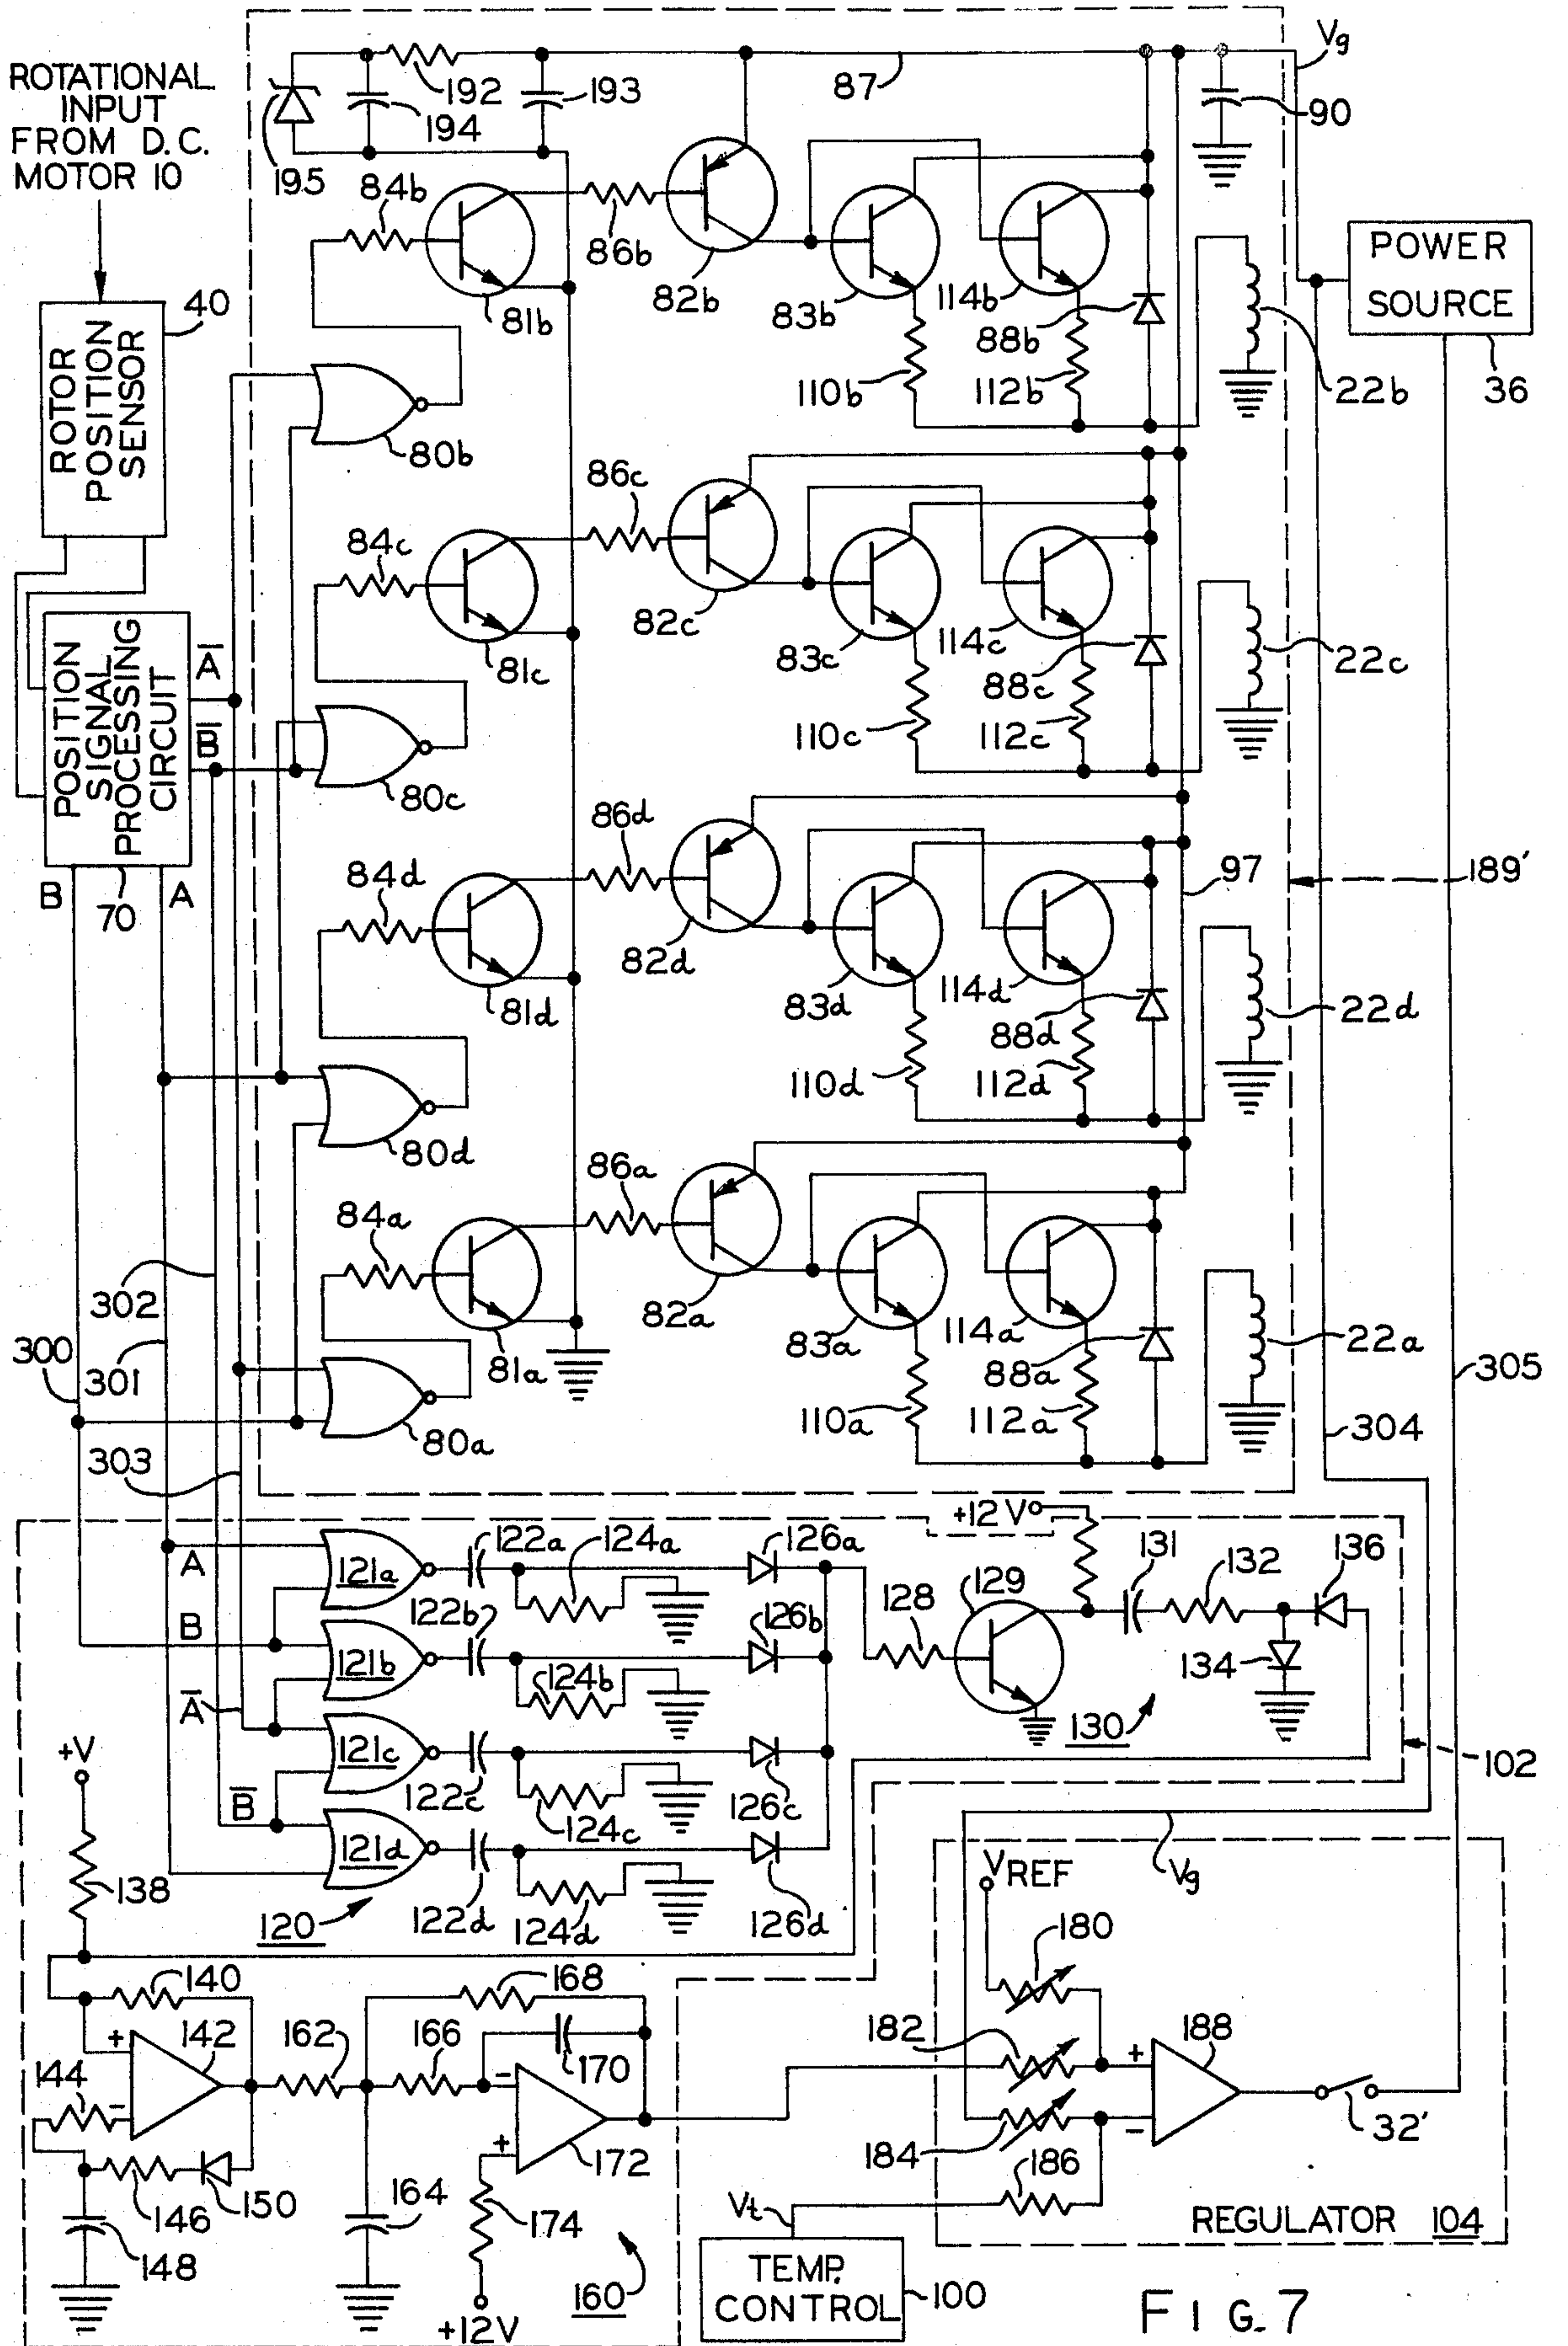 ROTATIONAL
INPUT
FROM D.C.
MOTOR 10
192
193
194
195
87
Vg
90
84b
86b
81b
82b
83b
114b
88b
110b
112b
22b
POWER
SOURCE
36
40
ROTOR
POSITION
SENSOR
80b
86c
84c
81c
82c
83c
114c
88c
110c
112c
22c
POSITION
SIGNAL
PROCESSING
CIRCUIT
A̅
B̅
80c
B
70
A
86d
84d
81d
82d
83d
114d
88d
110d
112d
97
189'
22d
80d
86a
84a
81a
82a
83a
114a
88a
110a
112a
22a
302
300
301
80a
303
305
304
+12V
A
121a
122a
124a
126a
128
129
131
132
136
B
121b
122b
124b
126b
134
130
A̅
121c
122c
124c
126c
102
B̅
121d
122d
124d
126d
120
+V
138
Vg
VREF
180
140
168
+
142
162
166
170
182
+
188
144
-
-
184
-
32'
146
150
148
164
+
172
174
186
Vt
160
+12V
REGULATOR 104
TEMP.
CONTROL
100
FIG. 7